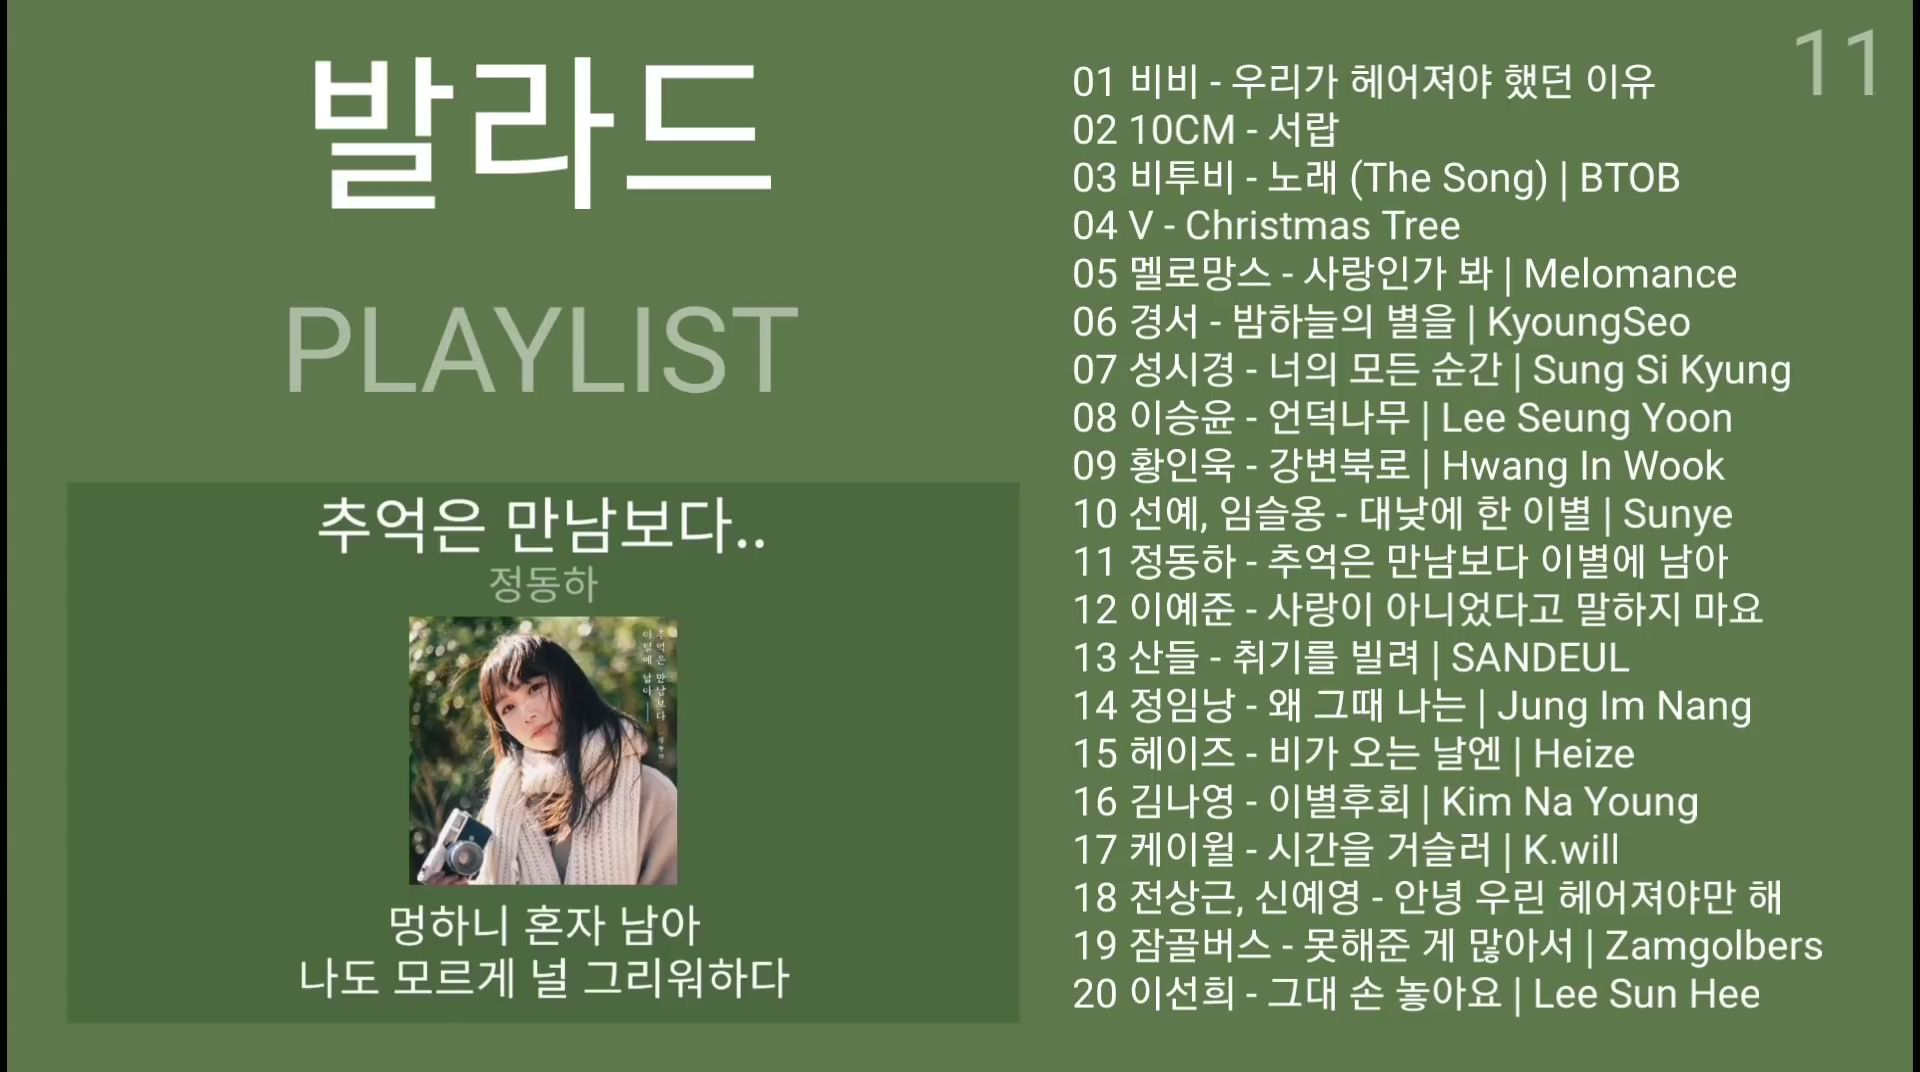 발라드
PLAYLIST
추억은 만남보다..
정동하
추억은 만남보다
이별에 남아
멍하니 혼자 남아
나도 모르게 널 그리워하다
11
01 비비 - 우리가 헤어져야 했던 이유
02 10CM - 서랍
03 비투비 - 노래 (The Song) | BTOB
04 V - Christmas Tree
05 멜로망스 - 사랑인가 봐 | Melomance
06 경서 - 밤하늘의 별을 | KyoungSeo
07 성시경 - 너의 모든 순간 | Sung Si Kyung
08 이승윤 - 언덕나무 | Lee Seung Yoon
09 황인욱 - 강변북로 | Hwang In Wook
10 선예, 임슬옹 - 대낮에 한 이별 | Sunye
11 정동하 - 추억은 만남보다 이별에 남아
12 이예준 - 사랑이 아니었다고 말하지 마요
13 산들 - 취기를 빌려 | SANDEUL
14 정임낭 - 왜 그때 나는 | Jung Im Nang
15 헤이즈 - 비가 오는 날엔 | Heize
16 김나영 - 이별후회 | Kim Na Young
17 케이윌 - 시간을 거슬러 | K.will
18 전상근, 신예영 - 안녕 우린 헤어져야만 해
19 잠골버스 - 못해준 게 많아서 | Zamgolbers
20 이선희 - 그대 손 놓아요 | Lee Sun Hee